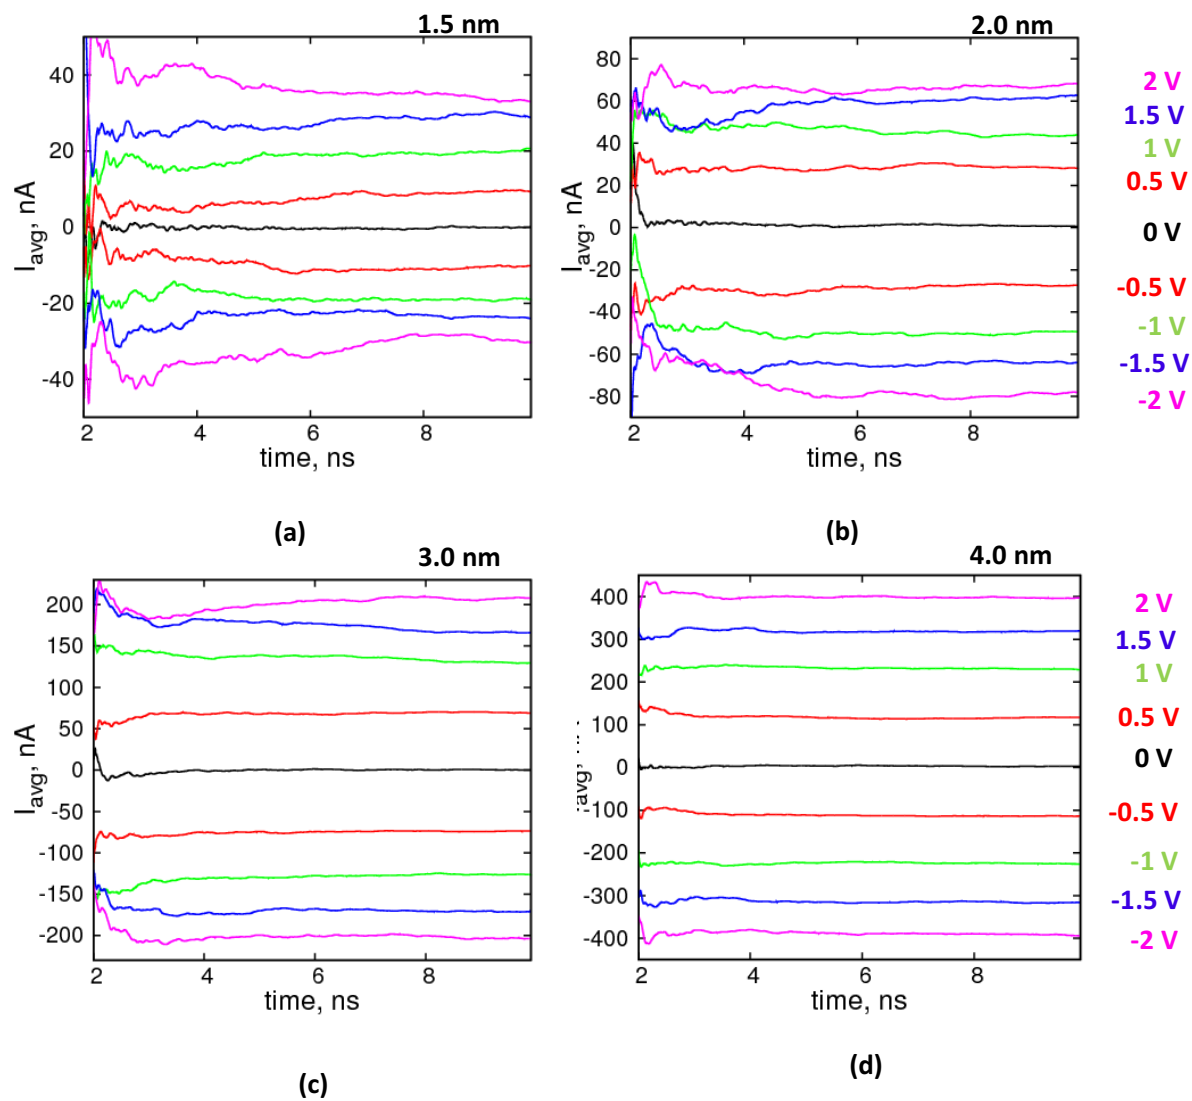 1.5 nm
2.0 nm
40
20
0
-20
-40
I_avg, nA
2 4 6 8
time, ns
(a)
80
60
40
20
0
-20
-40
-60
-80
I_avg, nA
2 4 6 8
time, ns
(b)
2 V
1.5 V
1 V
0.5 V
0 V
-0.5 V
-1 V
-1.5 V
-2 V
3.0 nm
4.0 nm
200
150
100
50
0
-50
-100
-150
-200
I_avg, nA
2 4 6 8
time, ns
(c)
400
300
200
100
0
-100
-200
-300
-400
avg,
2 4 6 8
time, ns
(d)
2 V
1.5 V
1 V
0.5 V
0 V
-0.5 V
-1 V
-1.5 V
-2 V